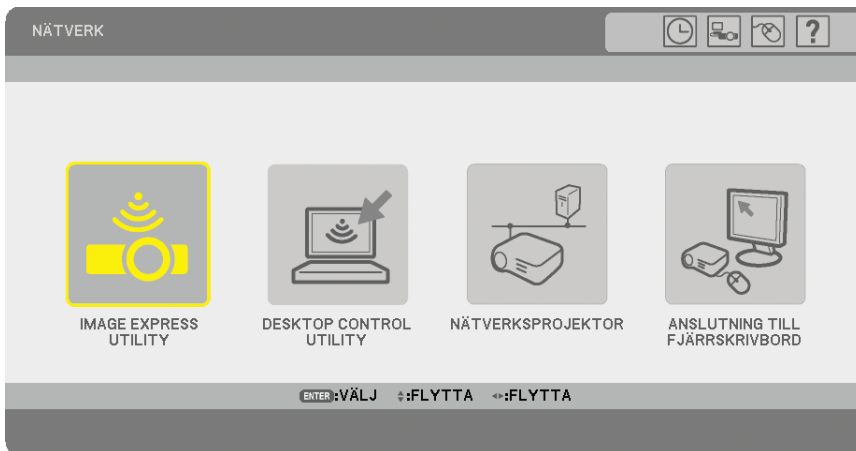 NÄTVERK
?
IMAGE EXPRESS
UTILITY
DESKTOP CONTROL
UTILITY
NÄTVERKSPROJEKTOR
ANSLUTNING TILL
FJÄRRSKRIVBORD
ENTER:VÄLJ :FLYTTA :FLYTTA